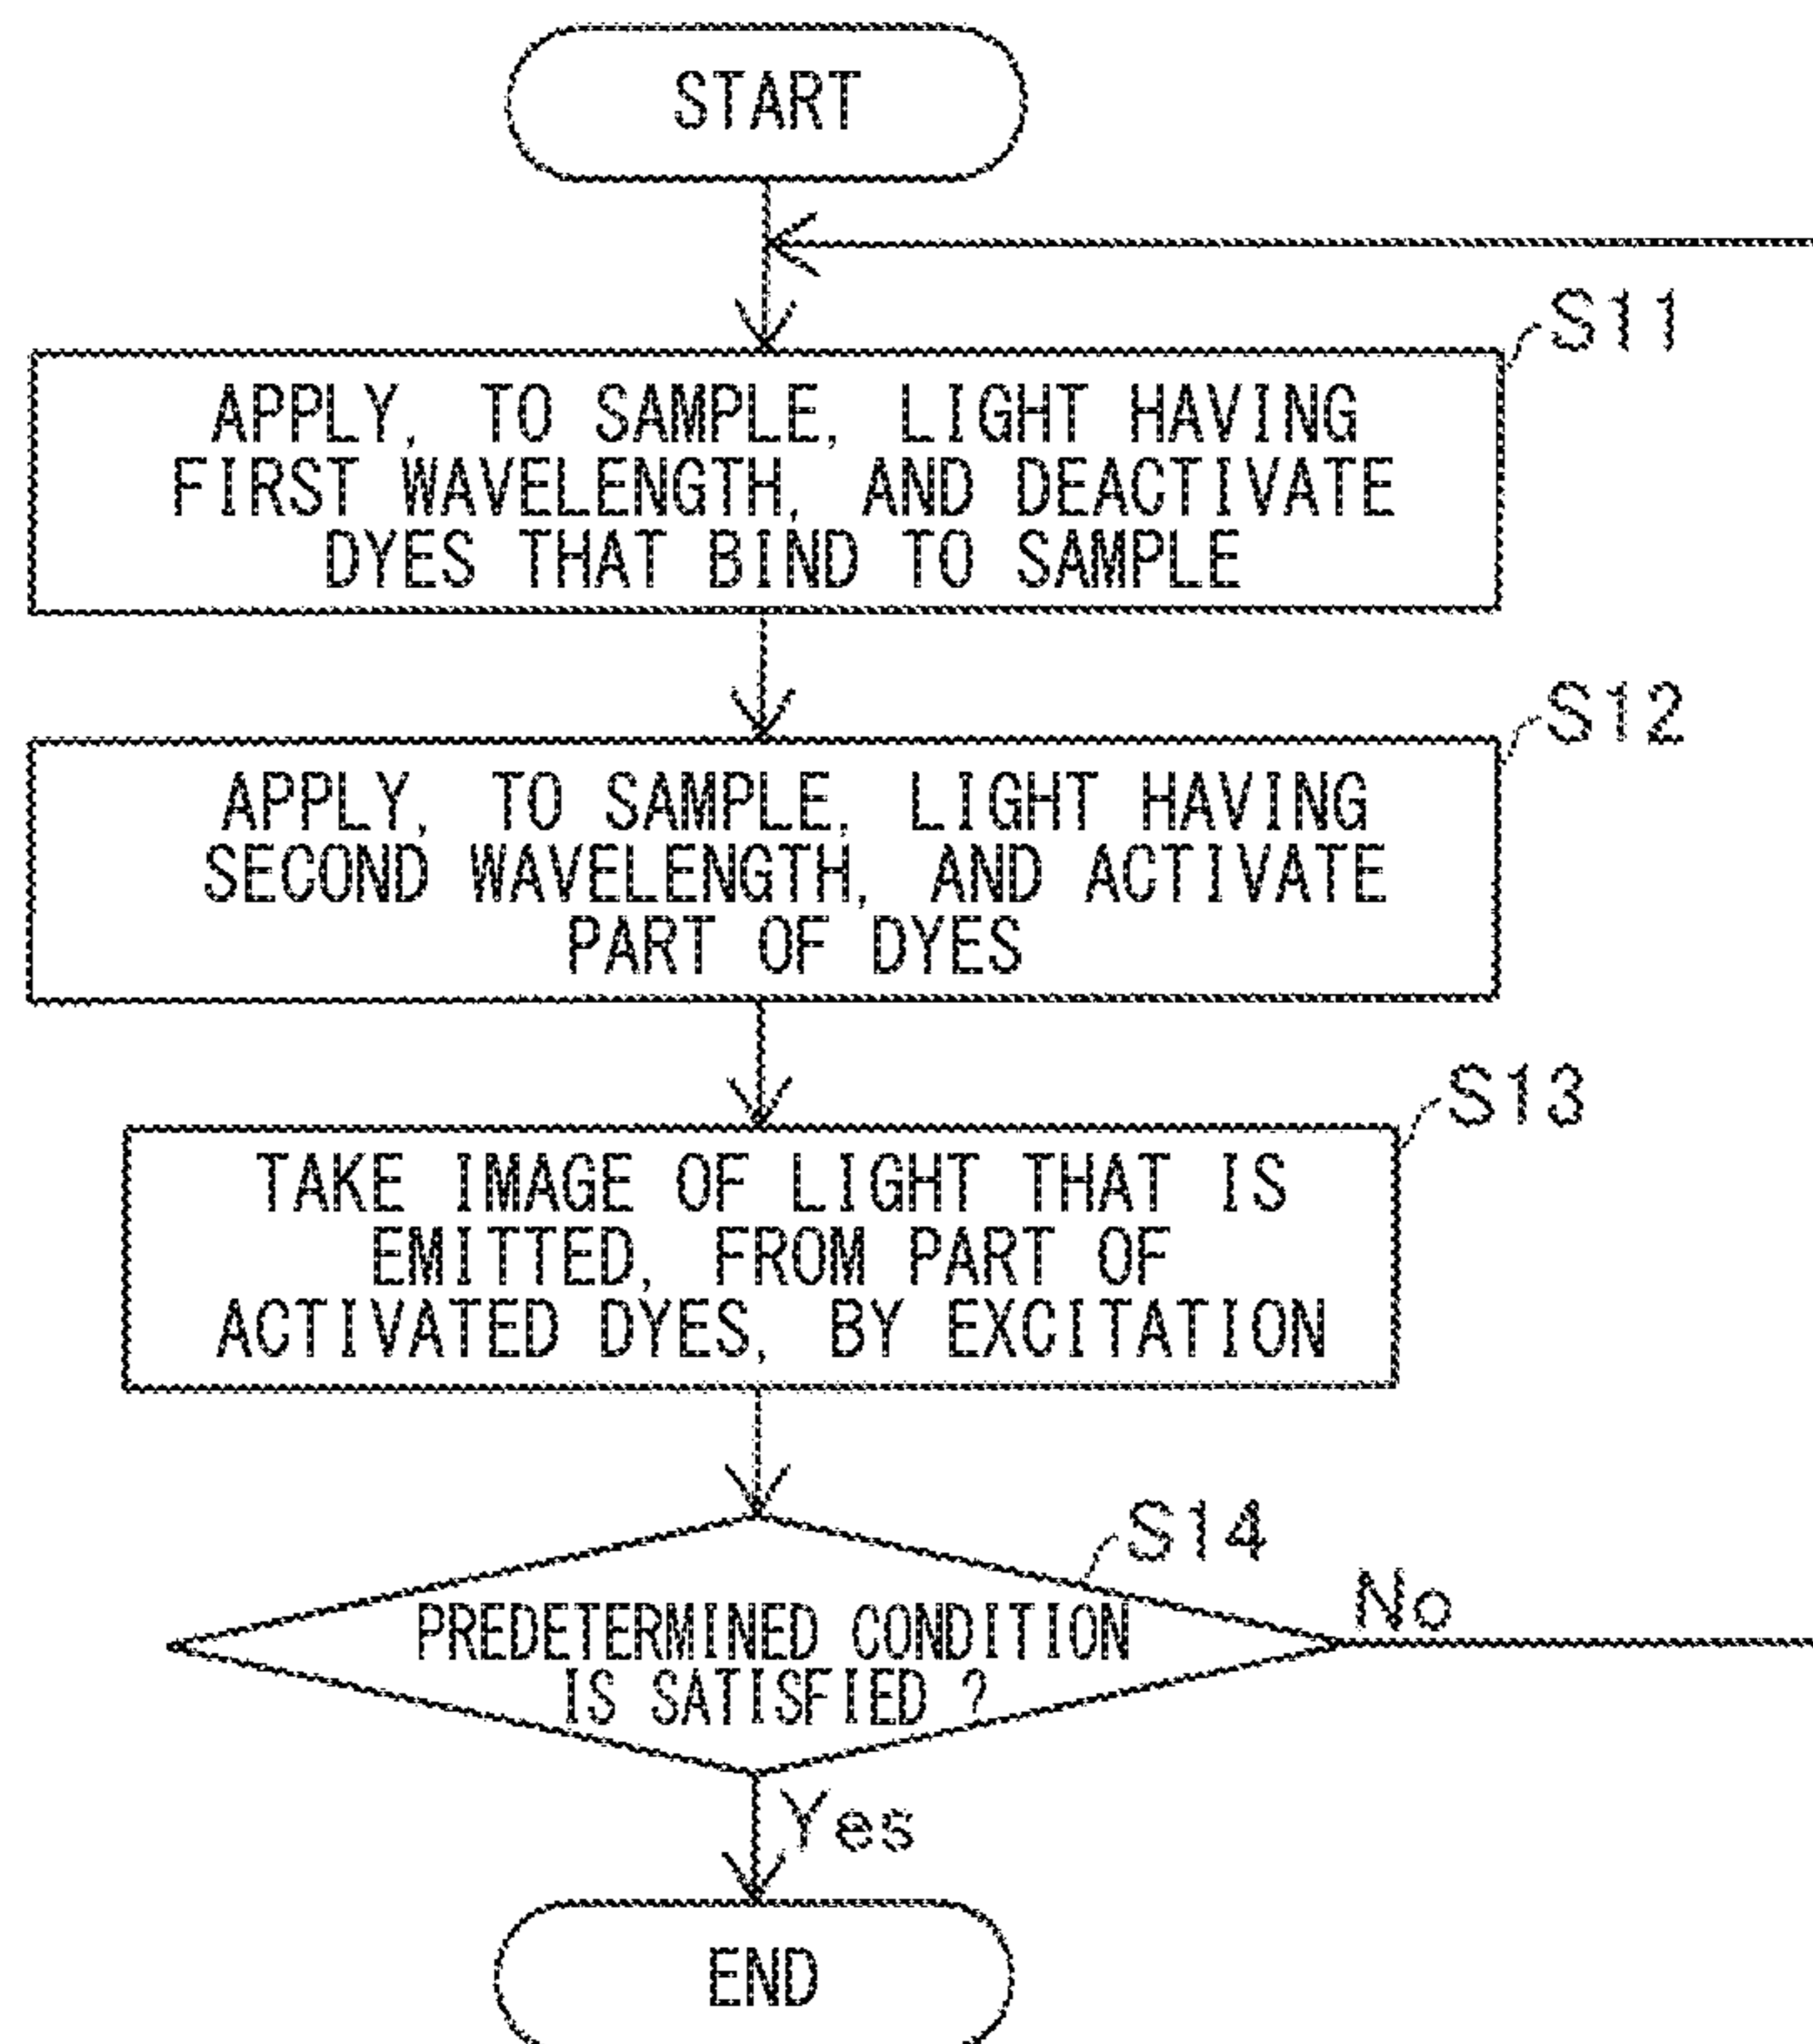 START
S11
APPLY, TO SAMPLE, LIGHT HAVING
FIRST WAVELENGTH, AND DEACTIVATE
DYES THAT BIND TO SAMPLE
S12
APPLY, TO SAMPLE, LIGHT HAVING
SECOND WAVELENGTH, AND ACTIVATE
PART OF DYES
S13
TAKE IMAGE OF LIGHT THAT IS
EMITTED, FROM PART OF
ACTIVATED DYES, BY EXCITATION
S14
PREDETERMINED CONDITION
IS SATISFIED ?
No
Yes
END